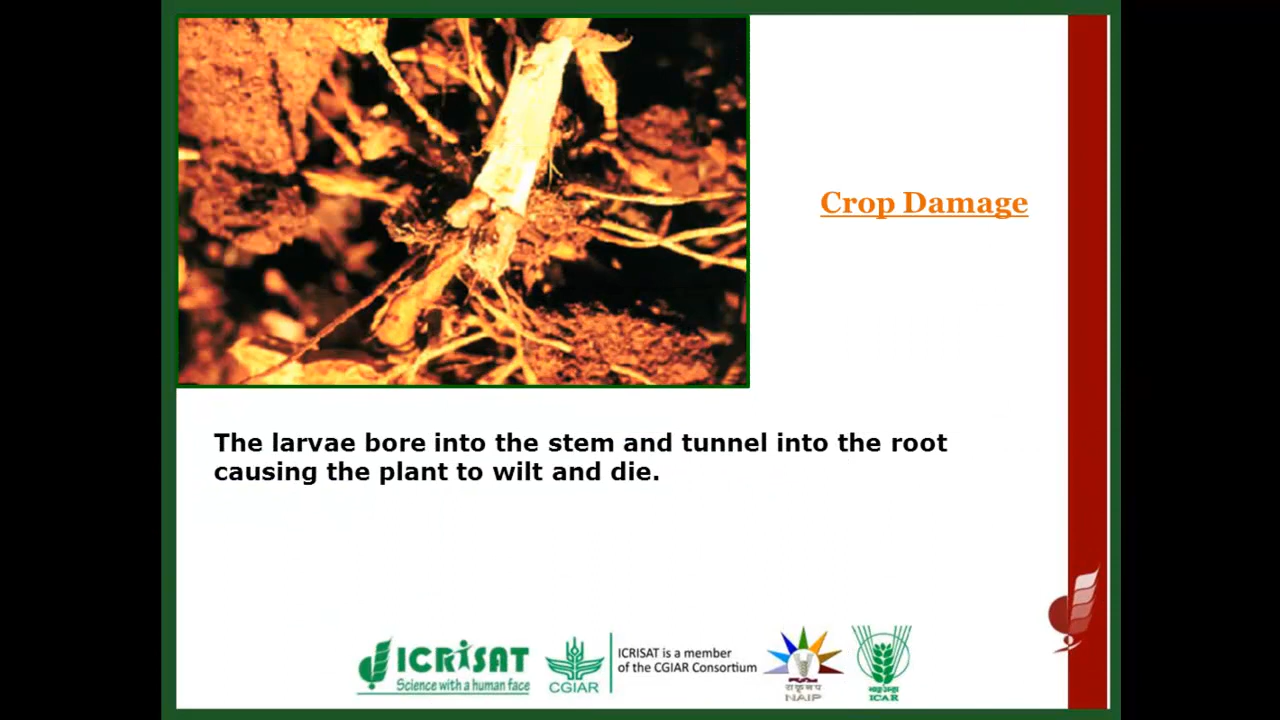 Crop Damage
The larvae bore into the stem and tunnel into the root
causing the plant to wilt and die.
ICRISAT
Science with a human face
CGIAR
ICRISAT is a member
of the CGIAR Consortium
NAIP
ICAR